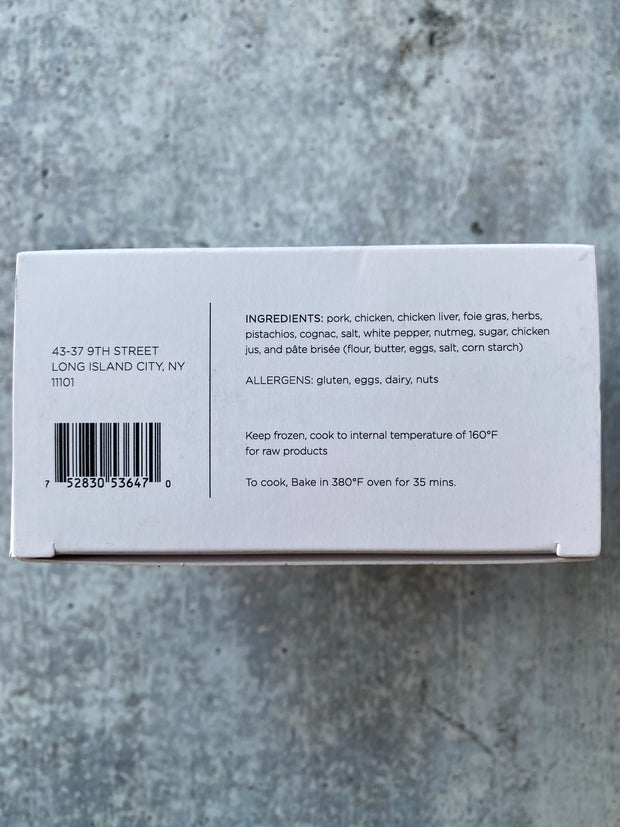 43-37 9TH STREET
LONG ISLAND CITY, NY
11101
7 52830 53647 0
INGREDIENTS: pork, chicken, chicken liver, foie gras, herbs,
pistachios, cognac, salt, white pepper, nutmeg, sugar, chicken
jus, and pâte brisée (flour, butter, eggs, salt, corn starch)
ALLERGENS: gluten, eggs, dairy, nuts
Keep frozen, cook to internal temperature of 160°F
for raw products
To cook, Bake in 380°F oven for 35 mins.